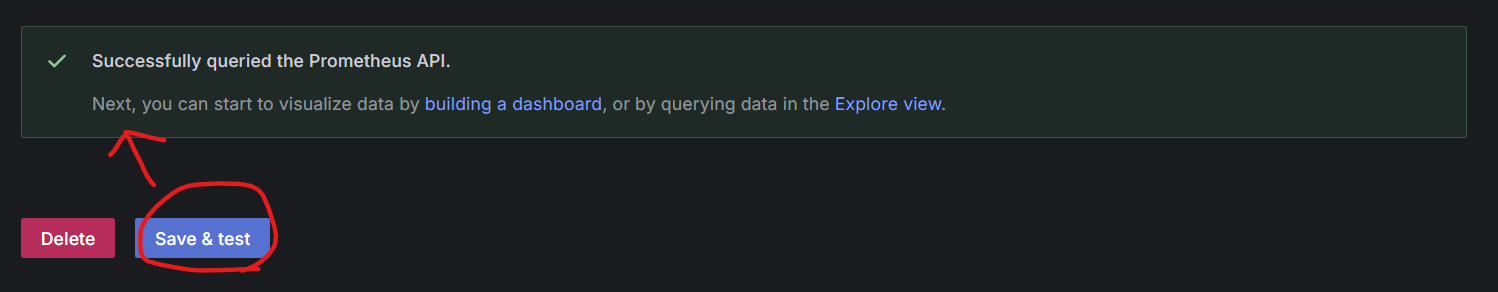 Successfully queried the Prometheus API.
Next, you can start to visualize data by building a dashboard, or by querying data in the Explore view.
Delete
Save & test